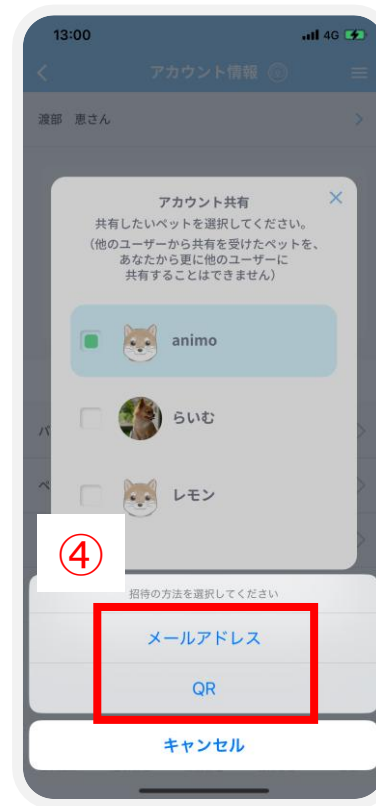 13:00 4G
アカウント情報
渡部 恵さん
アカウント共有
共有したいペットを選択してください。
（他のユーザーから共有を受けたペットを、
あなたから更に他のユーザーに
共有することはできません）
animo
らいむ
パ
レモン
ペ
④
招待の方法を選択してください
メールアドレス
QR
キャンセル